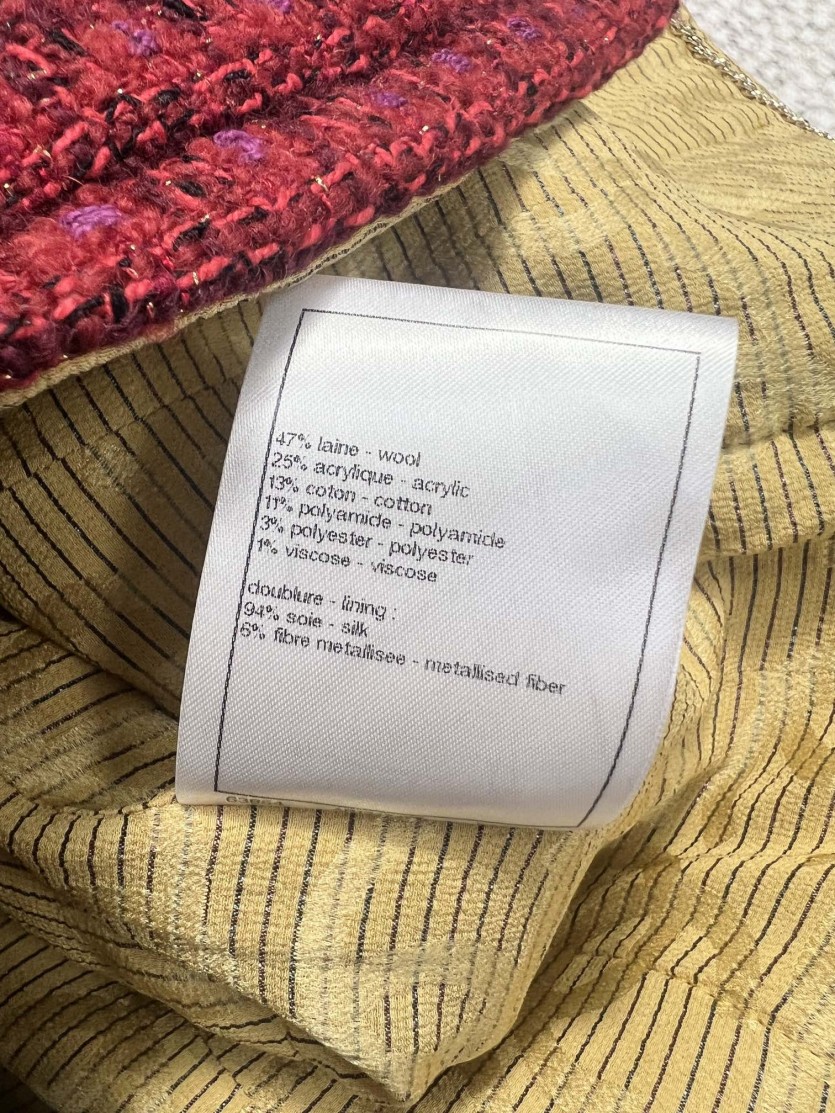 47% laine - wool
25% acrylique - acrylic
13% coton - cotton
11% polyamide - polyamide
3% polyester - polyester
1% viscose - viscose
doublure - lining :
94% soie - silk
6% fibre metallisee - metallised fiber